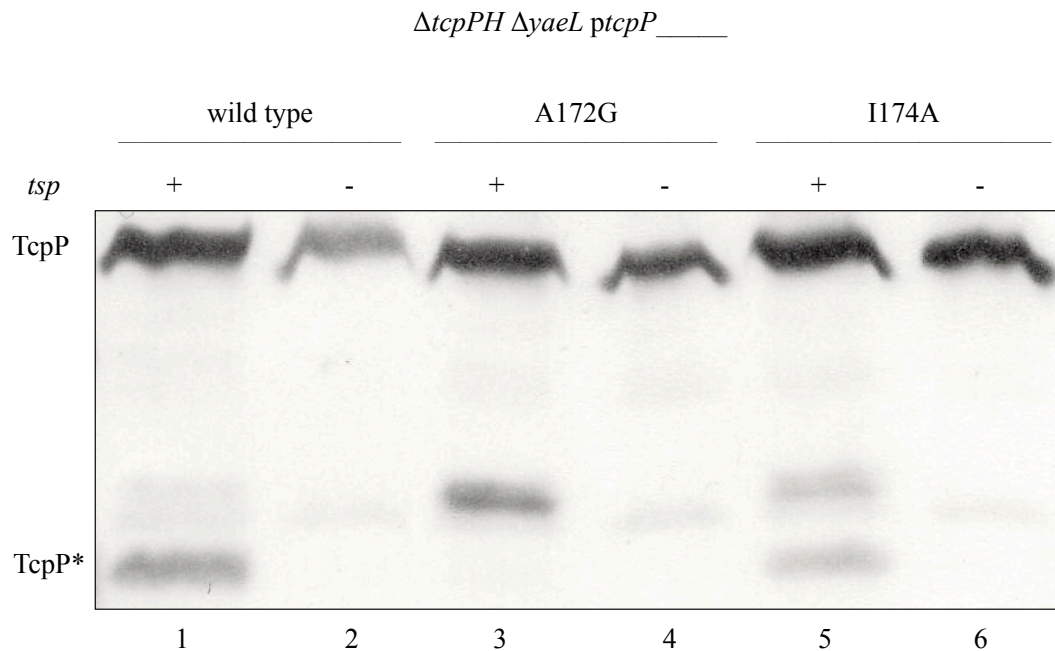 ΔtcpPH ΔyaeL ptcpP_____
wild type A172G I174A
tsp + - + - + -
TcpP
TcpP*
1 2 3 4 5 6